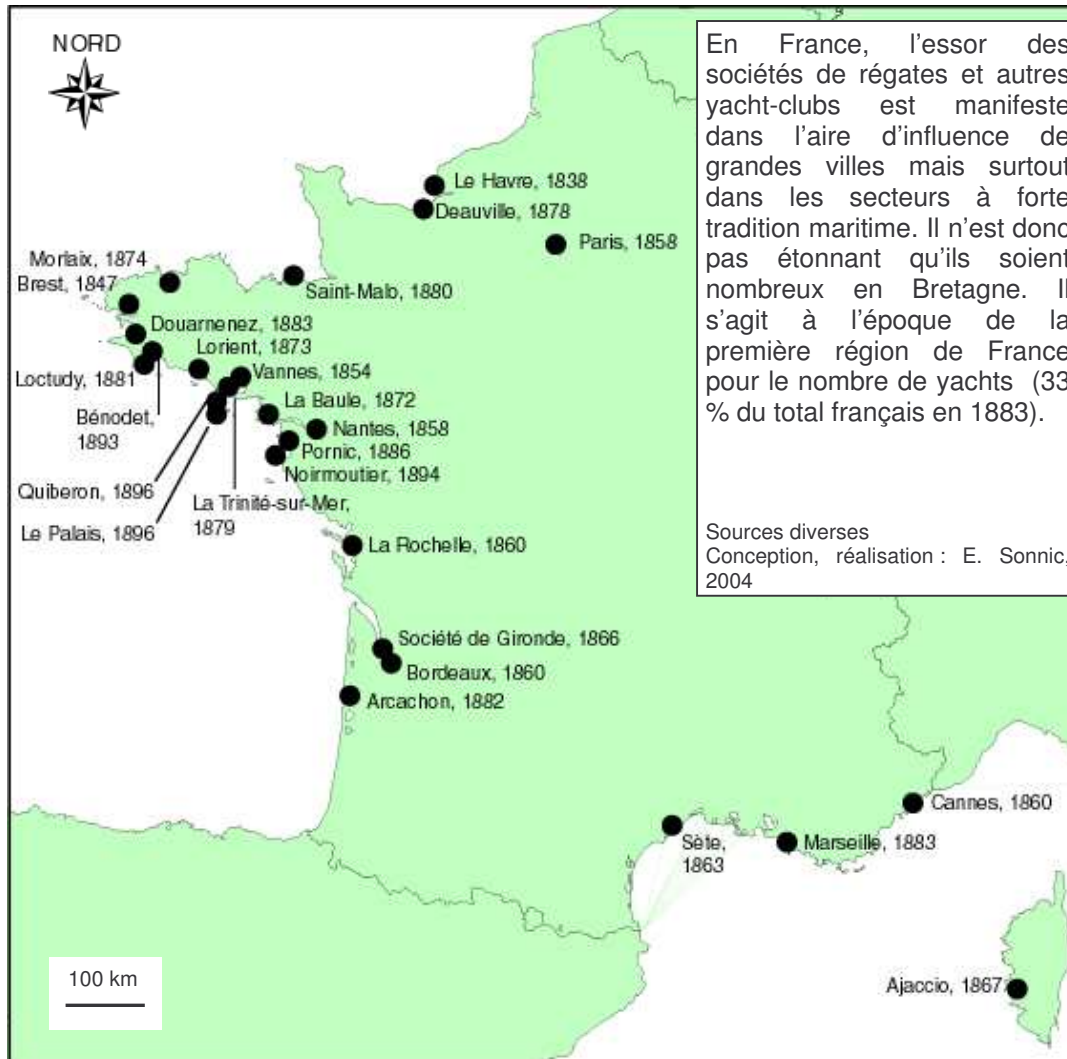 NORD
En France, l'essor des
sociétés de régates et autres
yacht-clubs est manifeste
dans l'aire d'influence de
grandes villes mais surtout
dans les secteurs à forte
tradition maritime. Il n'est donc
pas étonnant qu'ils soient
nombreux en Bretagne. Il
s'agit à l'époque de la
première région de France
pour le nombre de yachts (33
% du total français en 1883).
Sources diverses
Conception, réalisation : E. Sonnic,
2004
Le Havre, 1838
Deauville, 1878
Paris, 1858
Morlaix, 1874
Brest, 1847
Saint-Malo, 1880
Douarnenez, 1883
Lorient, 1873
Loctudy, 1881
Vannes, 1854
Bénodet,
1893
La Baule, 1872
Nantes, 1858
Pornic, 1886
Noirmoutier, 1894
Quiberon, 1896
La Trinité-sur-Mer,
1879
Le Palais, 1896
La Rochelle, 1860
Société de Gironde, 1866
Bordeaux, 1860
Arcachon, 1882
Cannes, 1860
Sète,
1863
Marseille, 1883
Ajaccio, 1867
100 km